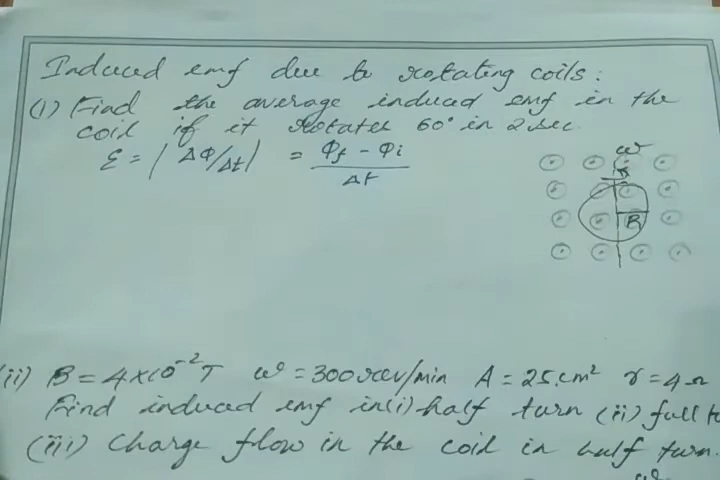 Induced emf due to rotating coils:
(i) Find the average induced emf in the
coil if it rotates 60° in 2 sec.
ε = | Δφ/Δt | = φf - φi / Δt
ω
R
(ii) B = 4×10⁻²T ω = 300 rev/min A = 25 cm² r = 4 Ω
Find induced emf in (i) half turn (ii) full
(iii) charge flow in the coil in half turn.